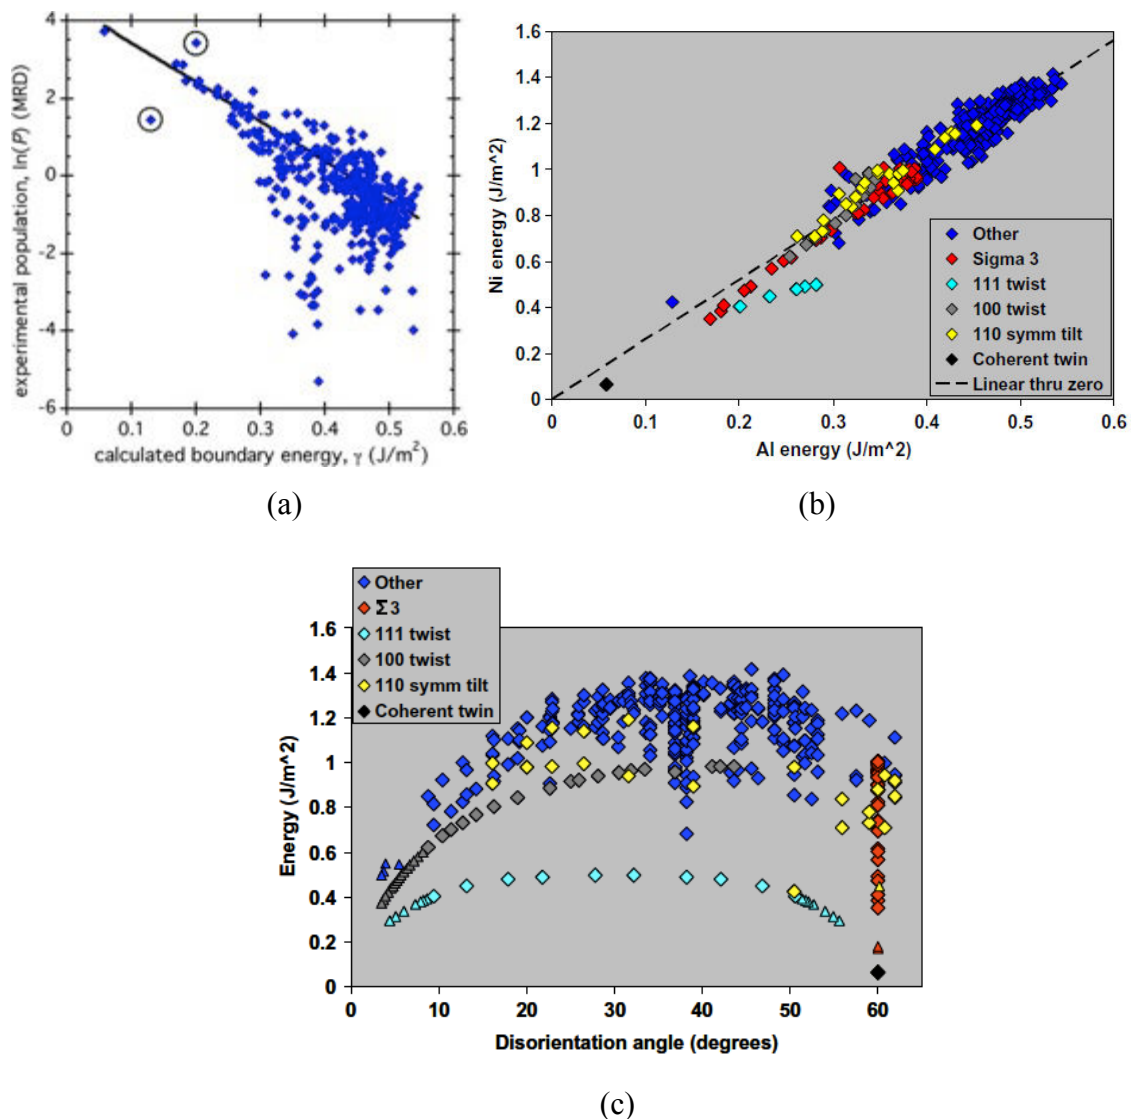 4
2
0
-2
-4
-6
experimental population, ln(P) (MRD)
0 0.1 0.2 0.3 0.4 0.5 0.6
calculated boundary energy, γ (J/m²)
(a)
1.6
1.4
1.2
1
0.8
0.6
0.4
0.2
0
Ni energy (J/m^2)
Other
Sigma 3
111 twist
100 twist
110 symm tilt
Coherent twin
Linear thru zero
0 0.1 0.2 0.3 0.4 0.5 0.6
Al energy (J/m^2)
(b)
Other
Σ3
111 twist
100 twist
110 symm tilt
Coherent twin
1.6
1.4
1.2
1
0.8
0.6
0.4
0.2
0
Energy (J/m^2)
0 10 20 30 40 50 60
Disorientation angle (degrees)
(c)